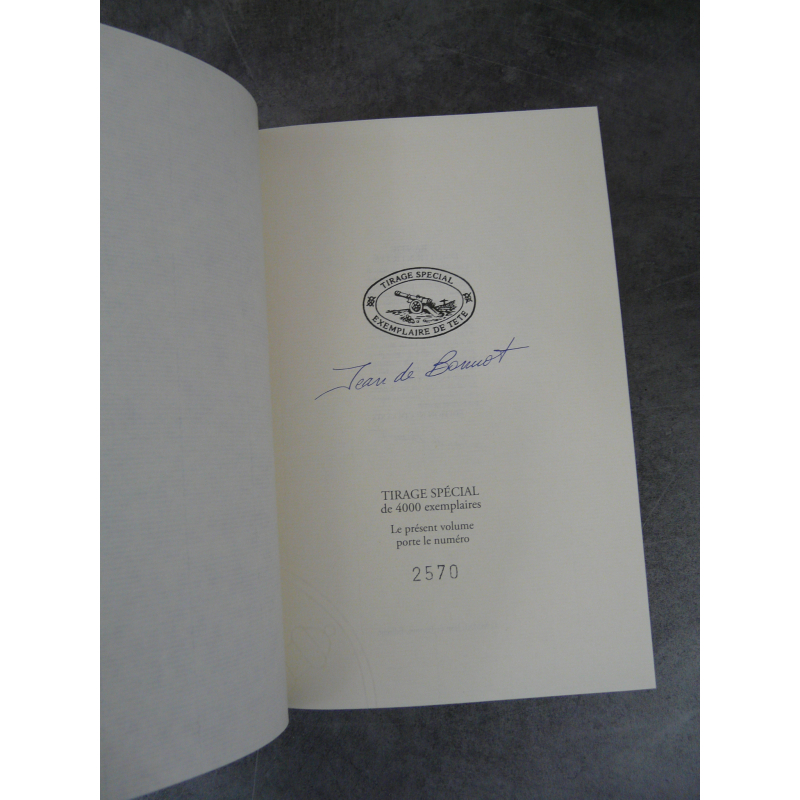 TIRAGE SPECIAL
EXEMPLAIRE DE TETE
Jean de Bonnot
TIRAGE SPÉCIAL
de 4000 exemplaires
Le présent volume
porte le numéro
2570